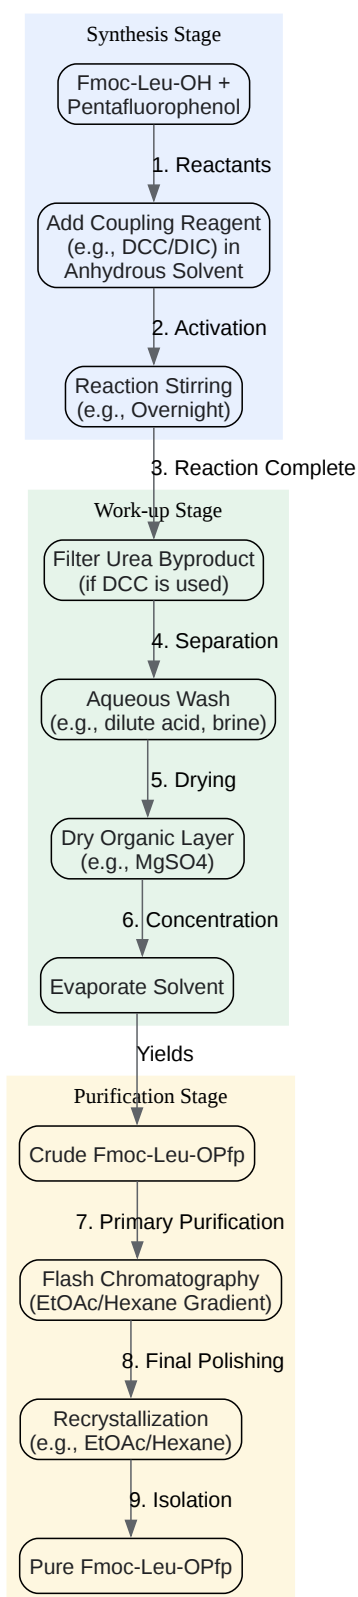 Synthesis Stage
Fmoc-Leu-OH +
Pentafluorophenol
1. Reactants
Add Coupling Reagent
(e.g., DCC/DIC) in
Anhydrous Solvent
2. Activation
Reaction Stirring
(e.g., Overnight)
3. Reaction Complete
Work-up Stage
Filter Urea Byproduct
(if DCC is used)
4. Separation
Aqueous Wash
(e.g., dilute acid, brine)
5. Drying
Dry Organic Layer
(e.g., MgSO4)
6. Concentration
Evaporate Solvent
Yields
Purification Stage
Crude Fmoc-Leu-OPfp
7. Primary Purification
Flash Chromatography
(EtOAc/Hexane Gradient)
8. Final Polishing
Recrystallization
(e.g., EtOAc/Hexane)
9. Isolation
Pure Fmoc-Leu-OPfp